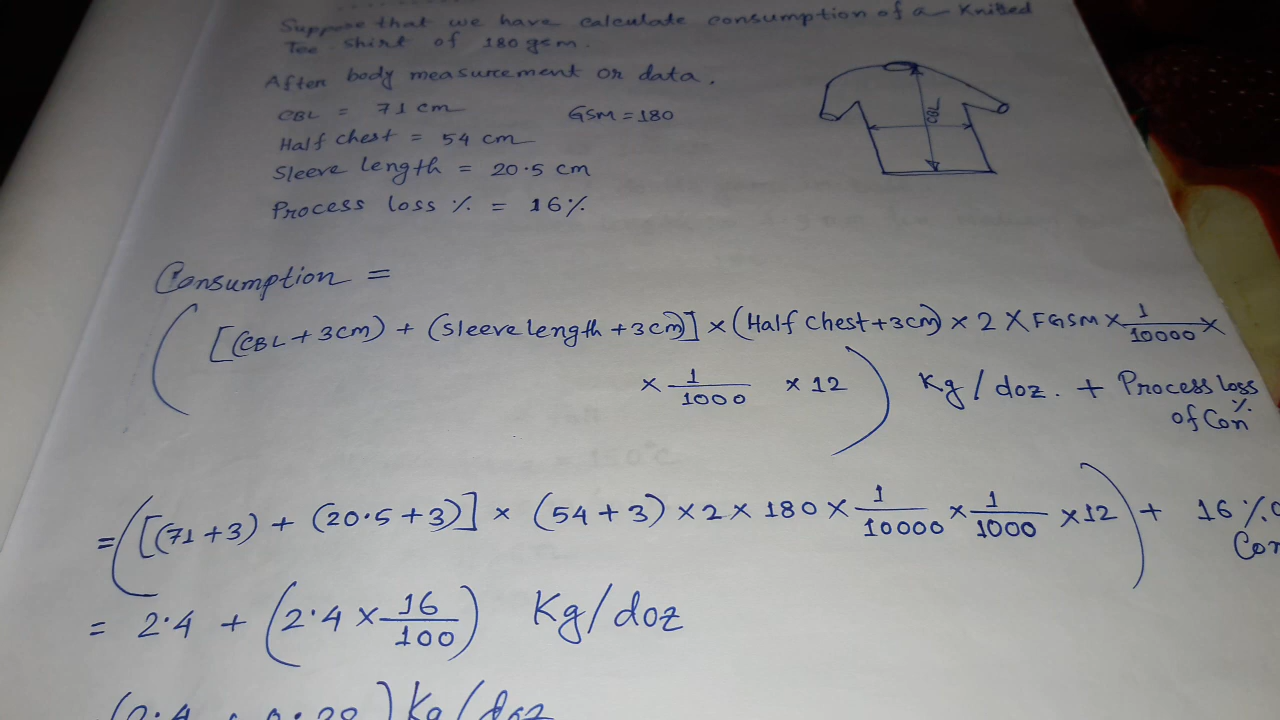 Suppose that we have calculate consumption of a Knitted
Tee shirt of 180 gsm.
After body measurement or data.
CBL = 71 cm GSM = 180
Half chest = 54 cm
Sleeve length = 20.5 cm
Process loss % = 16%
CBL
Consumption =
([(CBL + 3cm) + (Sleeve length + 3cm)] × (Half chest + 3cm) × 2 × FGSM × 1/10000 ×
× 1/1000 × 12) Kg/doz. + Process loss
% of Con
= ([(71 + 3) + (20.5 + 3)] × (54 + 3) × 2 × 180 × 1/10000 × 1/1000 × 12) + 16%
Con
= 2.4 + (2.4 × 16/100) Kg/doz
(2.4 ) Kg/doz